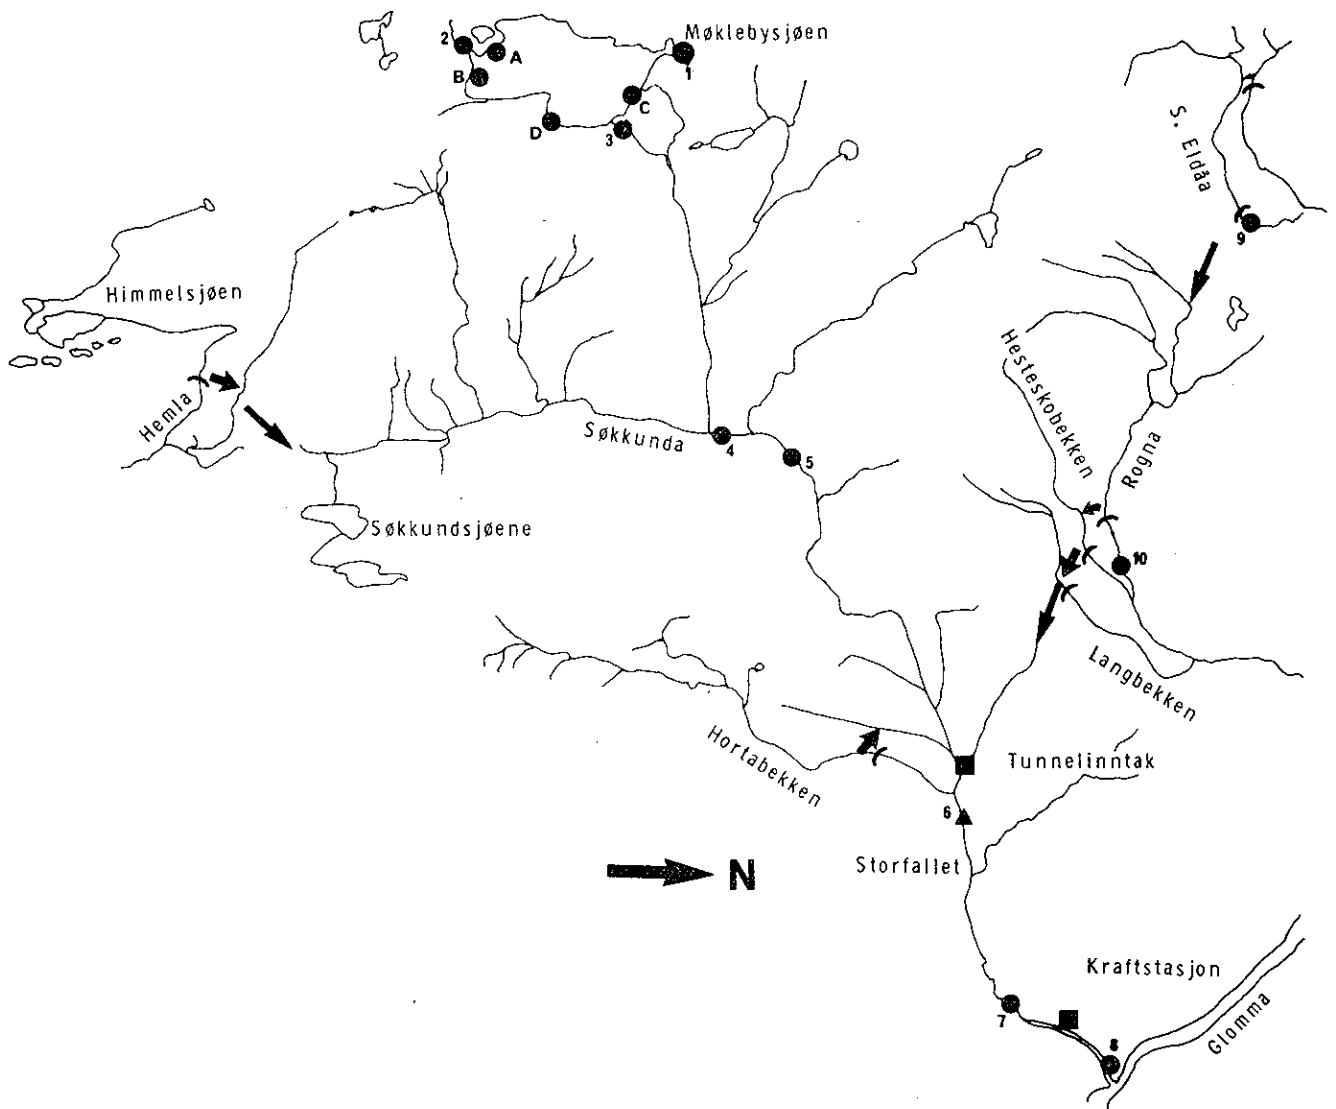 Møklebysjøen
2
A
1
B
C
D
3
S. Eldåa
9
Himmelsjøen
Hesteskobekken
Hemla
Søkkunda
4
5
Rogna
Søkkundsjøene
10
Langbekken
Hortabekken
Tunnelinntak
6
Storfallet
N
Kraftstasjon
7
8
Glomma